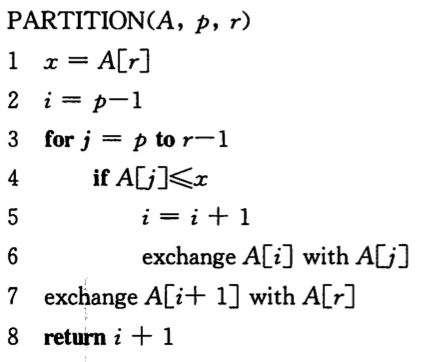 PARTITION(A, p, r)
1 x = A[r]
2 i = p-1
3 for j = p to r-1
4 if A[j]⩽x
5 i = i + 1
6 exchange A[i] with A[j]
7 exchange A[i+ 1] with A[r]
8 return i + 1